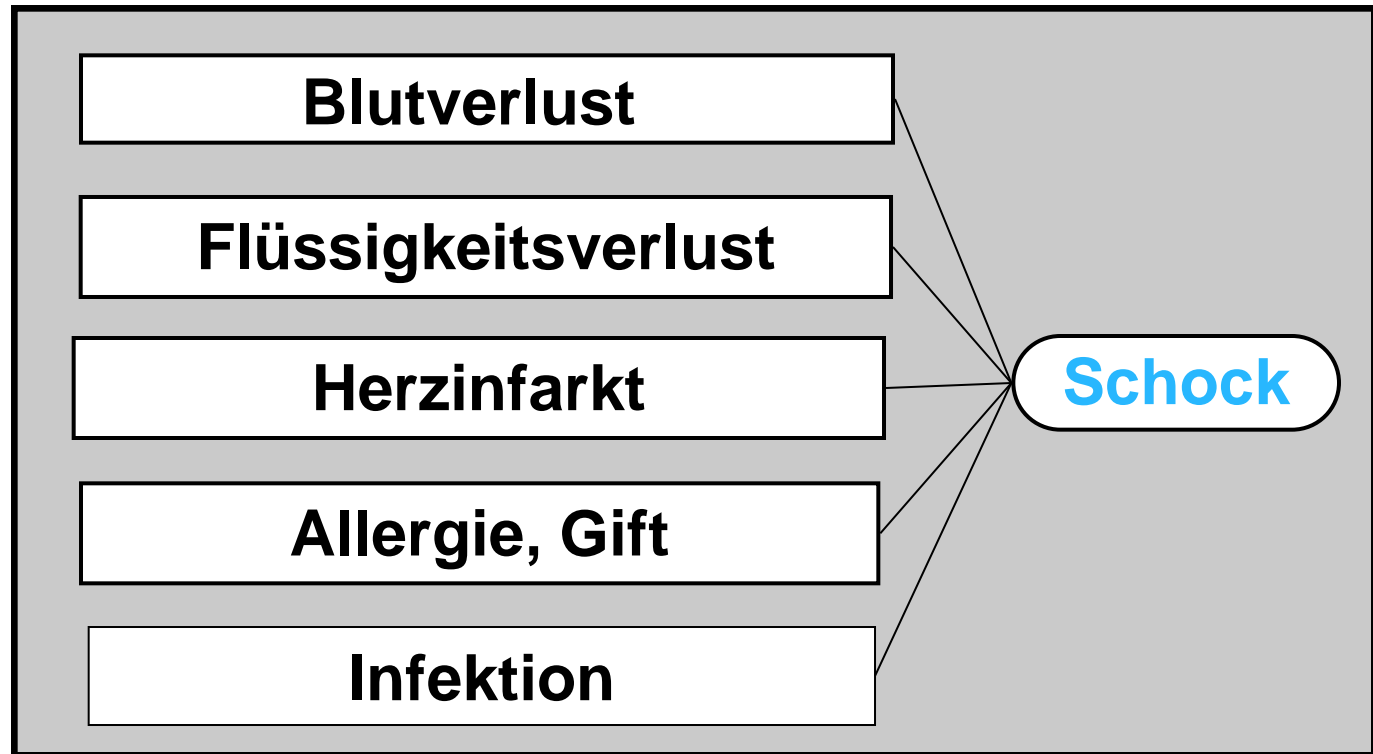 Blutverlust
Flüssigkeitsverlust
Herzinfarkt
Schock
Allergie, Gift
Infektion